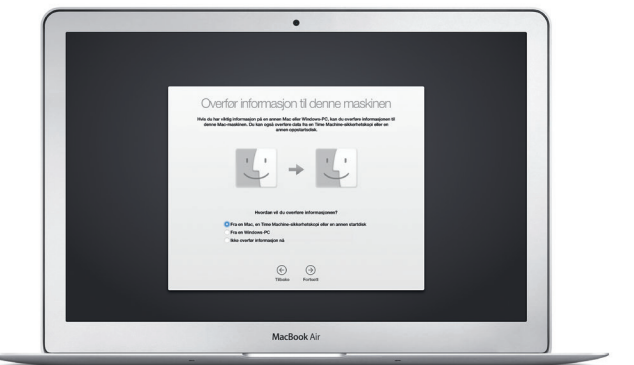 Overfør informasjon til denne maskinen
Hvis du har viktig informasjon på en annen Mac eller Windows-PC, kan du overføre informasjonen til
denne Mac-maskinen. Du kan også overføre data fra en Time Machine-sikkerhetskopi eller en
annen oppstartsdisk.
Hvordan vil du overføre informasjonen?
Fra en Mac, en Time Machine-sikkerhetskopi eller en annen startdisk
Fra en Windows-PC
Ikke overfør informasjon nå
Tilbake Fortsett
MacBook Air